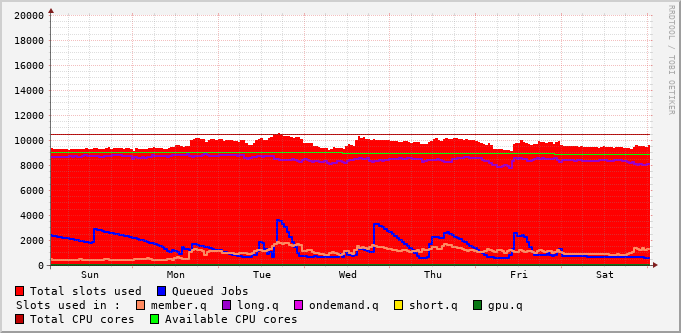 20000
18000
16000
14000
12000
10000
8000
6000
4000
2000
0
Sun Mon Tue Wed Thu Fri Sat
RRDTOOL / TOBI OETIKER
Total slots used Queued Jobs
Slots used in : member.q long.q ondemand.q short.q gpu.q
Total CPU cores Available CPU cores